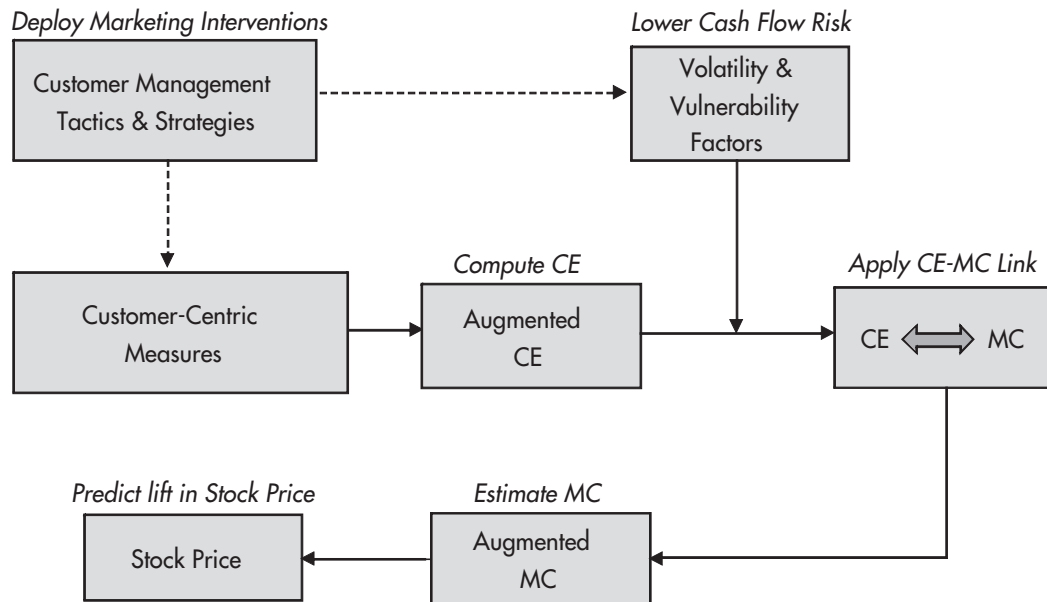 Deploy Marketing Interventions
Lower Cash Flow Risk
Customer Management
Tactics & Strategies
Volatility &
Vulnerability
Factors
Compute CE
Apply CE-MC Link
Customer-Centric
Measures
Augmented
CE
CE MC
Predict lift in Stock Price
Estimate MC
Stock Price
Augmented
MC